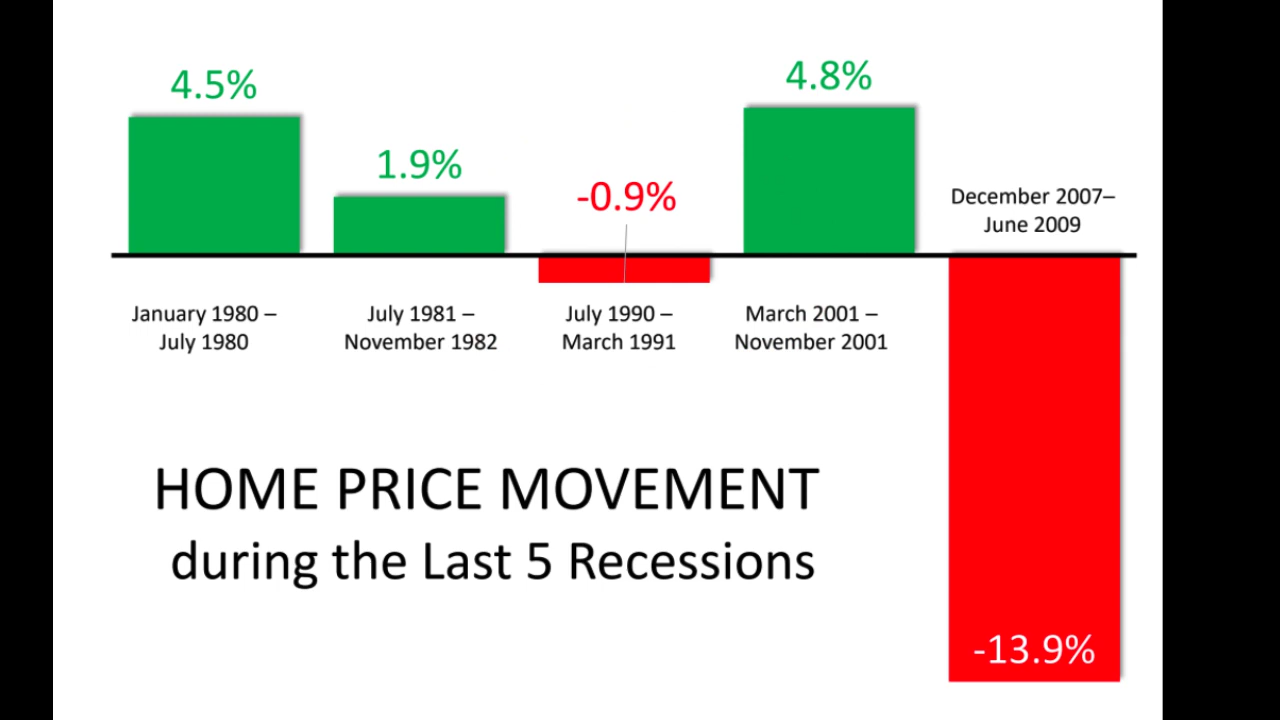 4.5%
1.9%
-0.9%
4.8%
December 2007–
June 2009
January 1980 –
July 1980
July 1981 –
November 1982
July 1990 –
March 1991
March 2001 –
November 2001
HOME PRICE MOVEMENT
during the Last 5 Recessions
-13.9%